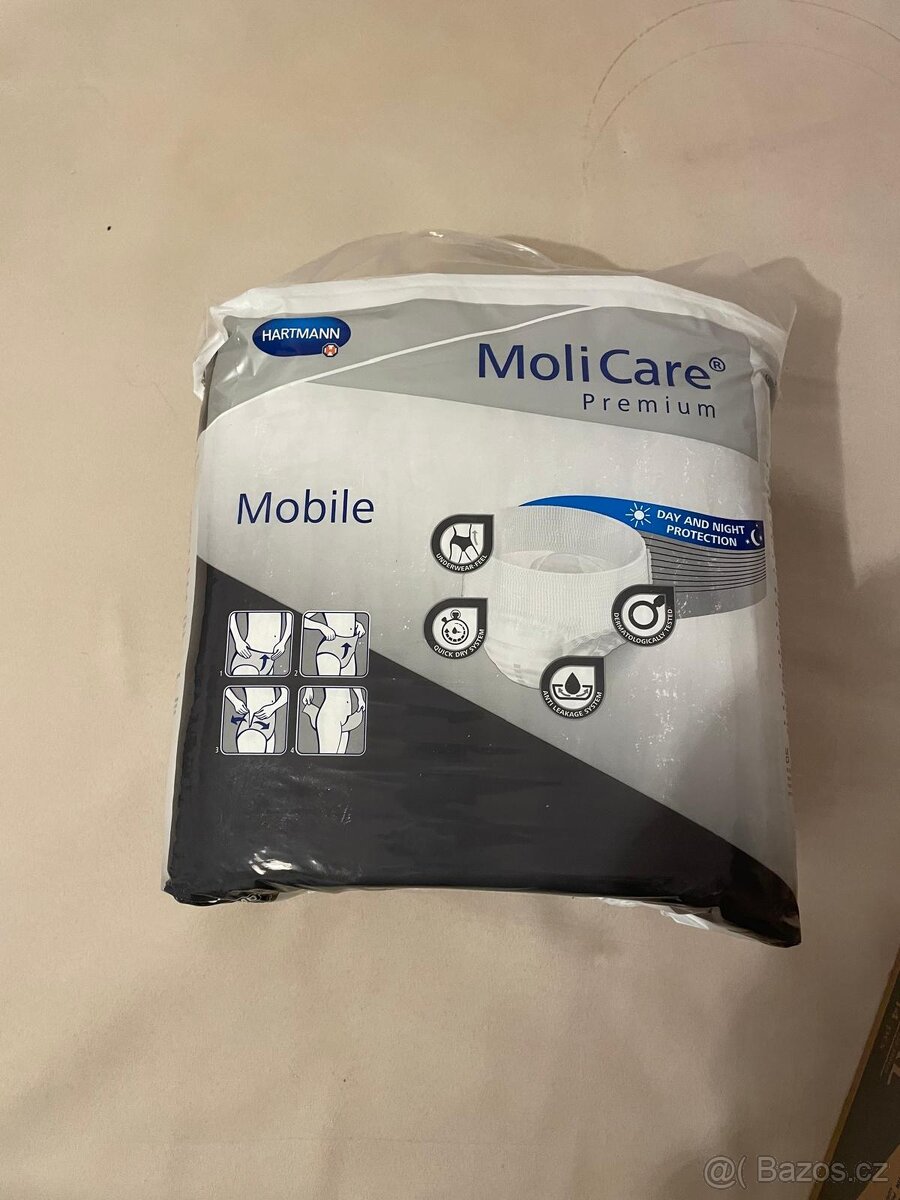 HARTMANN
MoliCare®
Premium
Mobile
DAY AND NIGHT
PROTECTION
UNDERWEAR-FEEL
QUICK DRY SYSTEM
DERMATOLOGICALLY TESTED
ANTI LEAKAGE SYSTEM
1
2
3
4
@( Bazos.cz